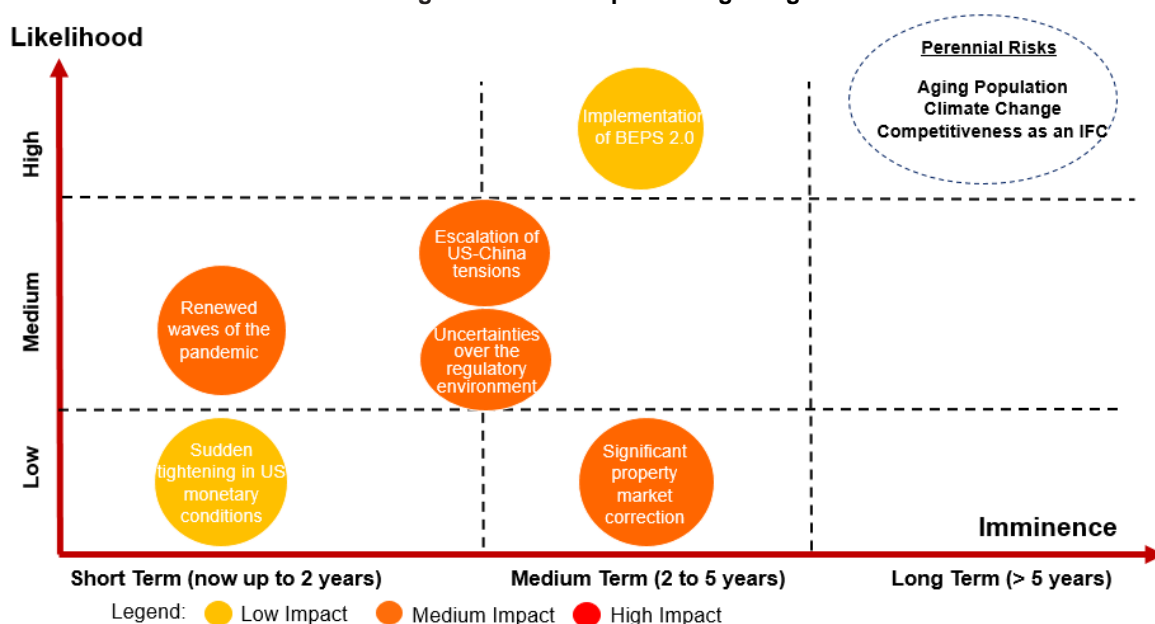 Likelihood
Perennial Risks
Aging Population
Climate Change
Competitiveness as an IFC
High
Implementation
of BEPS 2.0
Medium
Escalation of
US-China
tensions
Renewed
waves of the
pandemic
Uncertainties
over the
regulatory
environment
Low
Sudden
tightening in US
monetary
conditions
Significant
property
market
correction
Imminence
Short Term (now up to 2 years)
Medium Term (2 to 5 years)
Long Term (> 5 years)
Legend:
Low Impact
Medium Impact
High Impact